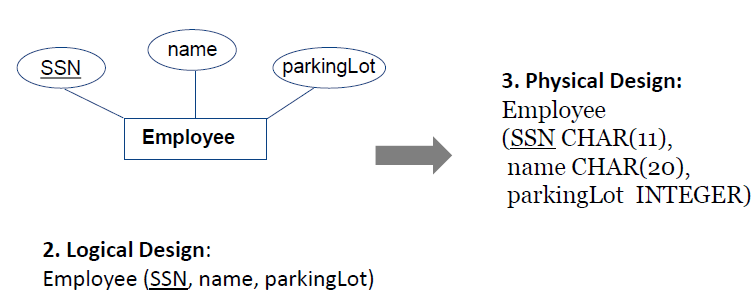 name
SSN
parkingLot
Employee
3. Physical Design:
Employee
(SSN CHAR(11),
name CHAR(20),
parkingLot INTEGER)
2. Logical Design:
Employee (SSN, name, parkingLot)